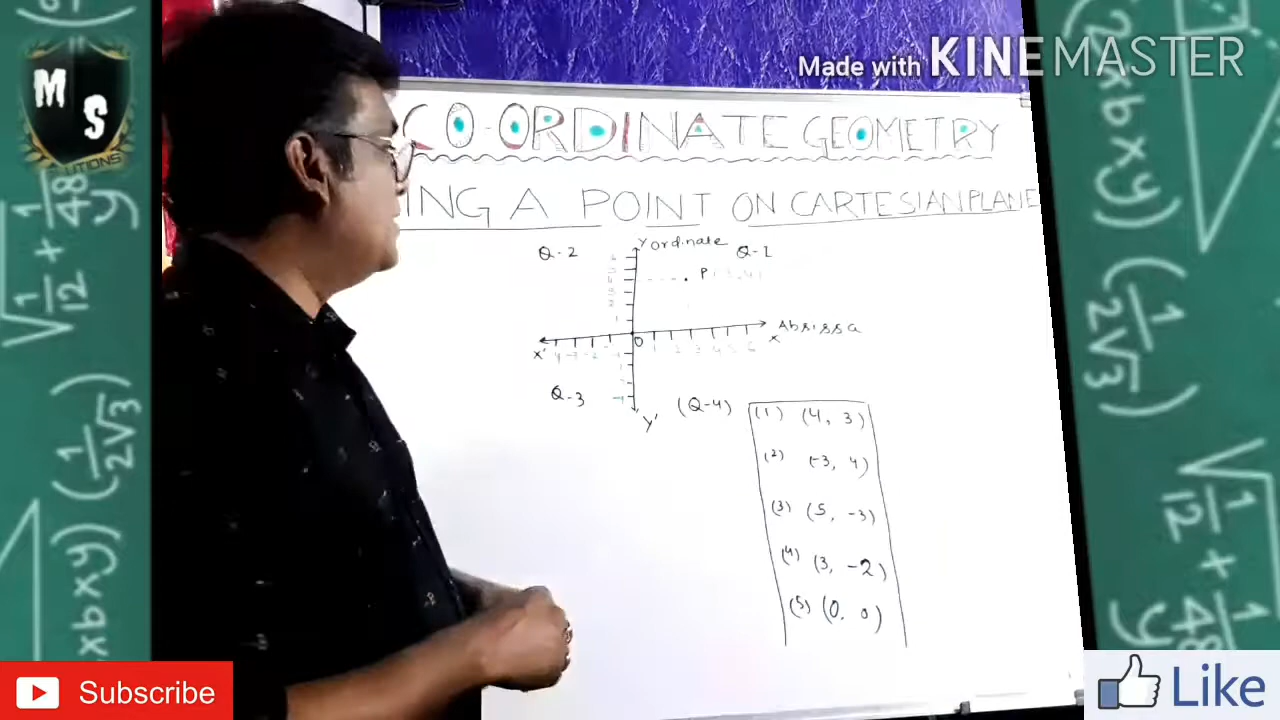 Made with KINEMASTER
M
S
CO-ORDINATE GEOMETRY
ING A POINT ON CARTESIAN PLANE
Y ordinate
Q-2
Q-1
P
Absissa
X
X'
O
Q-3
(Q-4)
Y'
(1) (4, 3)
(2) (-3, 4)
(3) (5, -3)
(4) (3, -2)
(5) (0, 0)
Subscribe
Like